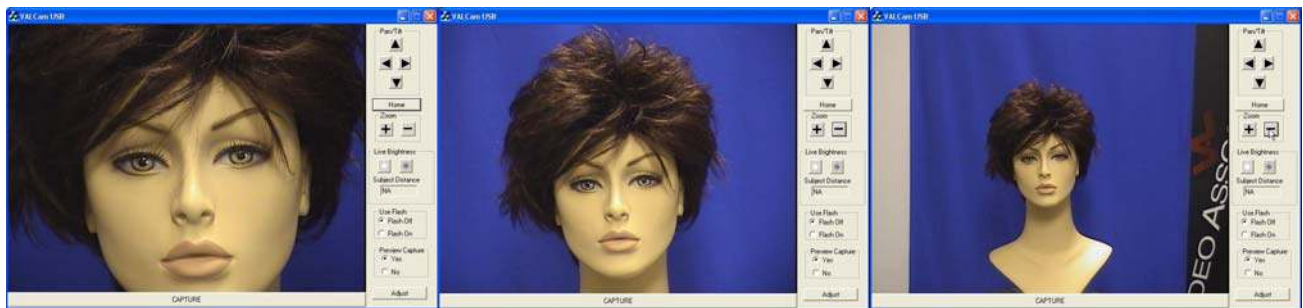 VALCam USB
Pan/Tilt
Home
Zoom
Live Brightness
Subject Distance
NA
Use Flash
Flash Off
Flash On
Preview Capture
Yes
No
Adjust
CAPTURE
VALCam USB
Pan/Tilt
Home
Zoom
Live Brightness
Subject Distance
NA
Use Flash
Flash Off
Flash On
Preview Capture
Yes
No
Adjust
CAPTURE
VALCam USB
Pan/Tilt
Home
Zoom
Live Brightness
Subject Distance
NA
Use Flash
Flash Off
Flash On
Preview Capture
Yes
No
Adjust
CAPTURE
VAL
DEO ASSO